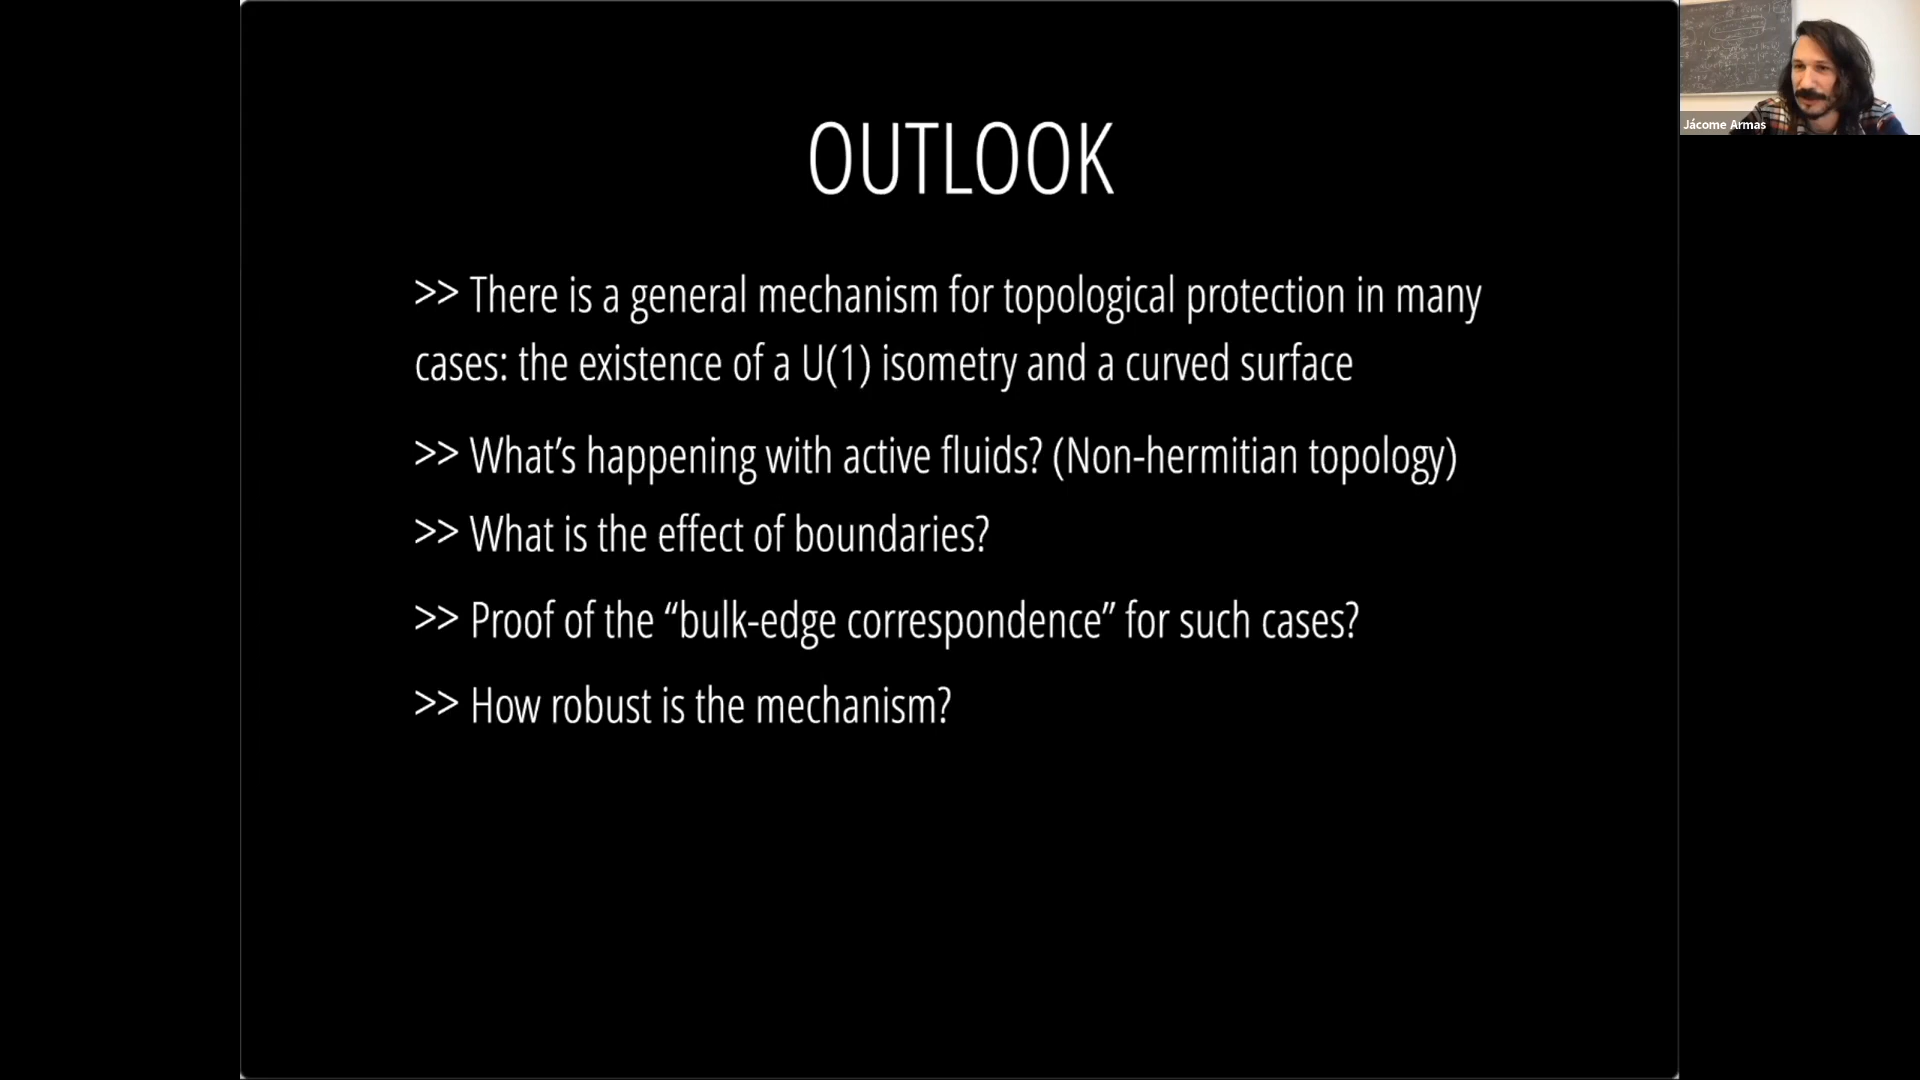 OUTLOOK
>> There is a general mechanism for topological protection in many
cases: the existence of a U(1) isometry and a curved surface
>> What’s happening with active fluids? (Non-hermitian topology)
>> What is the effect of boundaries?
>> Proof of the “bulk-edge correspondence” for such cases?
>> How robust is the mechanism?
Jácome Armas